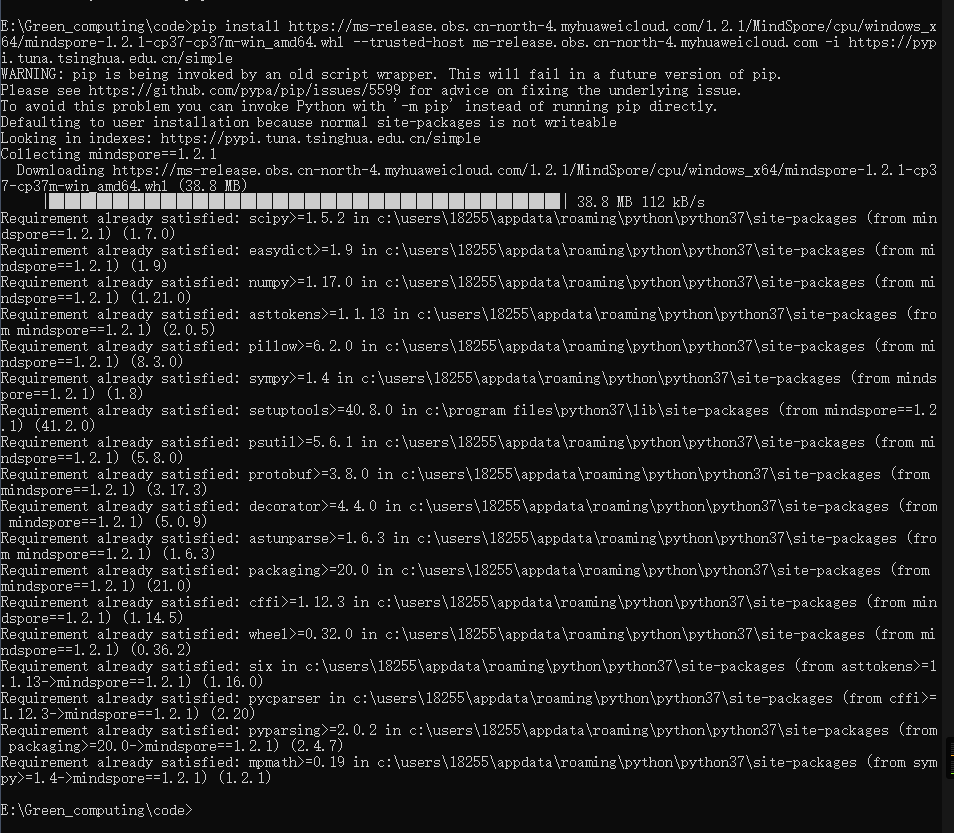 E:\Green_computing\code>pip install https://ms-release.obs.cn-north-4.myhuaweicloud.com/1.2.1/MindSpore/cpu/windows_x
64/mindspore-1.2.1-cp37-cp37m-win_amd64.whl --trusted-host ms-release.obs.cn-north-4.myhuaweicloud.com -i https://pyp
i.tuna.tsinghua.edu.cn/simple
WARNING: pip is being invoked by an old script wrapper. This will fail in a future version of pip.
Please see https://github.com/pypa/pip/issues/5599 for advice on fixing the underlying issue.
To avoid this problem you can invoke Python with '-m pip' instead of running pip directly.
Defaulting to user installation because normal site-packages is not writeable
Looking in indexes: https://pypi.tuna.tsinghua.edu.cn/simple
Collecting mindspore==1.2.1
  Downloading https://ms-release.obs.cn-north-4.myhuaweicloud.com/1.2.1/MindSpore/cpu/windows_x64/mindspore-1.2.1-cp3
7-cp37m-win_amd64.whl (38.8 MB)
| 38.8 MB 112 kB/s
Requirement already satisfied: scipy>=1.5.2 in c:\users\18255\appdata\roaming\python\python37\site-packages (from min
dspore==1.2.1) (1.7.0)
Requirement already satisfied: easydict>=1.9 in c:\users\18255\appdata\roaming\python\python37\site-packages (from mi
ndspore==1.2.1) (1.9)
Requirement already satisfied: numpy>=1.17.0 in c:\users\18255\appdata\roaming\python\python37\site-packages (from mi
ndspore==1.2.1) (1.21.0)
Requirement already satisfied: asttokens>=1.1.13 in c:\users\18255\appdata\roaming\python\python37\site-packages (fro
m mindspore==1.2.1) (2.0.5)
Requirement already satisfied: pillow>=6.2.0 in c:\users\18255\appdata\roaming\python\python37\site-packages (from mi
ndspore==1.2.1) (8.3.0)
Requirement already satisfied: sympy>=1.4 in c:\users\18255\appdata\roaming\python\python37\site-packages (from minds
pore==1.2.1) (1.8)
Requirement already satisfied: setuptools>=40.8.0 in c:\program files\python37\lib\site-packages (from mindspore==1.2
.1) (41.2.0)
Requirement already satisfied: psutil>=5.6.1 in c:\users\18255\appdata\roaming\python\python37\site-packages (from mi
ndspore==1.2.1) (5.8.0)
Requirement already satisfied: protobuf>=3.8.0 in c:\users\18255\appdata\roaming\python\python37\site-packages (from
mindspore==1.2.1) (3.17.3)
Requirement already satisfied: decorator>=4.4.0 in c:\users\18255\appdata\roaming\python\python37\site-packages (from
 mindspore==1.2.1) (5.0.9)
Requirement already satisfied: astunparse>=1.6.3 in c:\users\18255\appdata\roaming\python\python37\site-packages (fro
m mindspore==1.2.1) (1.6.3)
Requirement already satisfied: packaging>=20.0 in c:\users\18255\appdata\roaming\python\python37\site-packages (from
mindspore==1.2.1) (21.0)
Requirement already satisfied: cffi>=1.12.3 in c:\users\18255\appdata\roaming\python\python37\site-packages (from min
dspore==1.2.1) (1.14.5)
Requirement already satisfied: wheel>=0.32.0 in c:\users\18255\appdata\roaming\python\python37\site-packages (from mi
ndspore==1.2.1) (0.36.2)
Requirement already satisfied: six in c:\users\18255\appdata\roaming\python\python37\site-packages (from asttokens>=1
.1.13->mindspore==1.2.1) (1.16.0)
Requirement already satisfied: pycparser in c:\users\18255\appdata\roaming\python\python37\site-packages (from cffi>=
1.12.3->mindspore==1.2.1) (2.20)
Requirement already satisfied: pyparsing>=2.0.2 in c:\users\18255\appdata\roaming\python\python37\site-packages (from
 packaging>=20.0->mindspore==1.2.1) (2.4.7)
Requirement already satisfied: mpmath>=0.19 in c:\users\18255\appdata\roaming\python\python37\site-packages (from sym
py>=1.4->mindspore==1.2.1) (1.2.1)
E:\Green_computing\code>